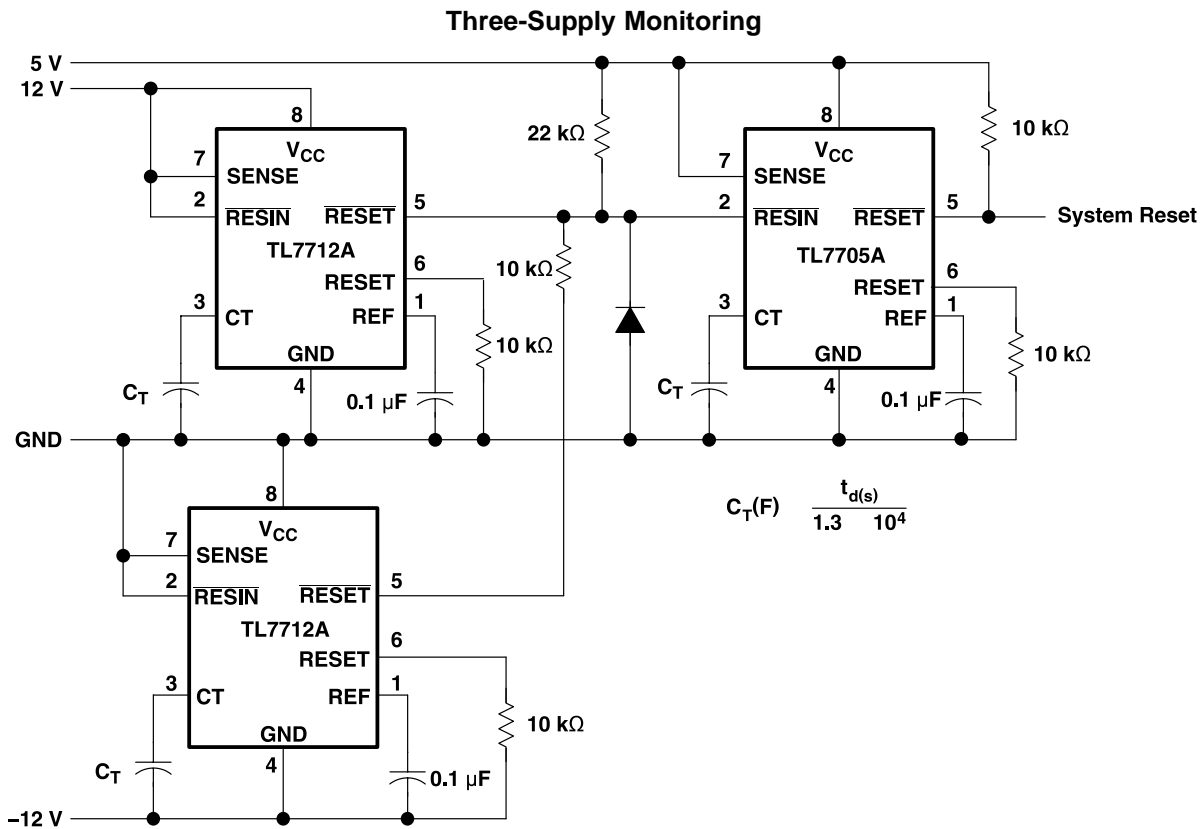 Three-Supply Monitoring
5 V
12 V
8
VCC
7
SENSE
2
RESIN
RESET
5
TL7712A
RESET
6
3
CT
REF
1
GND
4
CT
0.1 µF
10 kΩ
22 kΩ
10 kΩ
8
VCC
7
SENSE
2
RESIN
RESET
5
TL7705A
RESET
6
3
CT
REF
1
GND
4
CT
0.1 µF
10 kΩ
10 kΩ
System Reset
GND
8
VCC
7
SENSE
2
RESIN
RESET
5
TL7712A
RESET
6
3
CT
REF
1
GND
4
CT
0.1 µF
10 kΩ
–12 V
CT(F) td(s)
1.3 10⁴